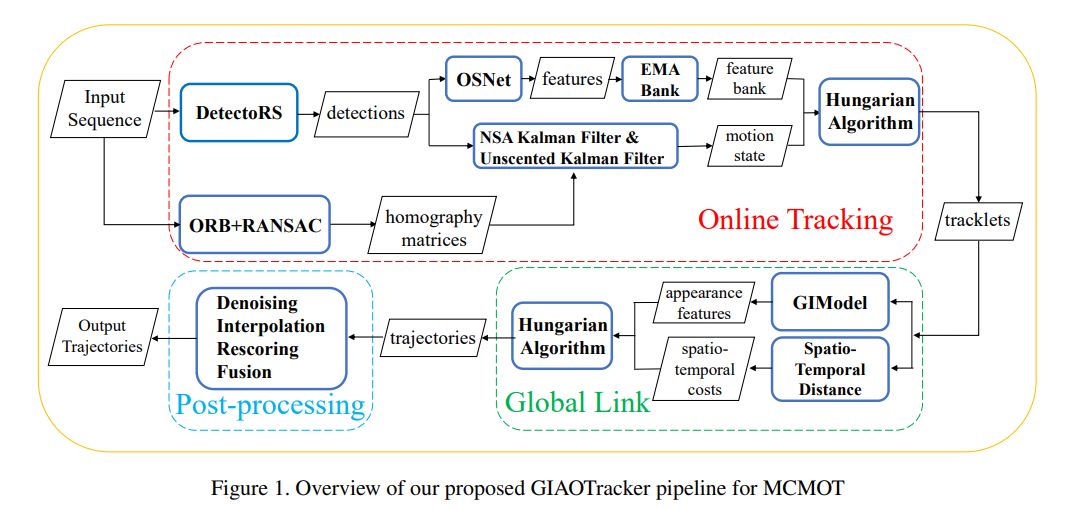 Input
Sequence
DetectoRS
detections
OSNet
features
EMA
Bank
feature
bank
NSA Kalman Filter &
Unscented Kalman Filter
motion
state
Hungarian
Algorithm
ORB+RANSAC
homography
matrices
Online Tracking
tracklets
GIModel
appearance
features
Spatio-
Temporal
Distance
spatio-
temporal
costs
Hungarian
Algorithm
Global Link
trajectories
Denoising
Interpolation
Rescoring
Fusion
Post-processing
Output
Trajectories
Figure 1. Overview of our proposed GIAOTracker pipeline for MCMOT